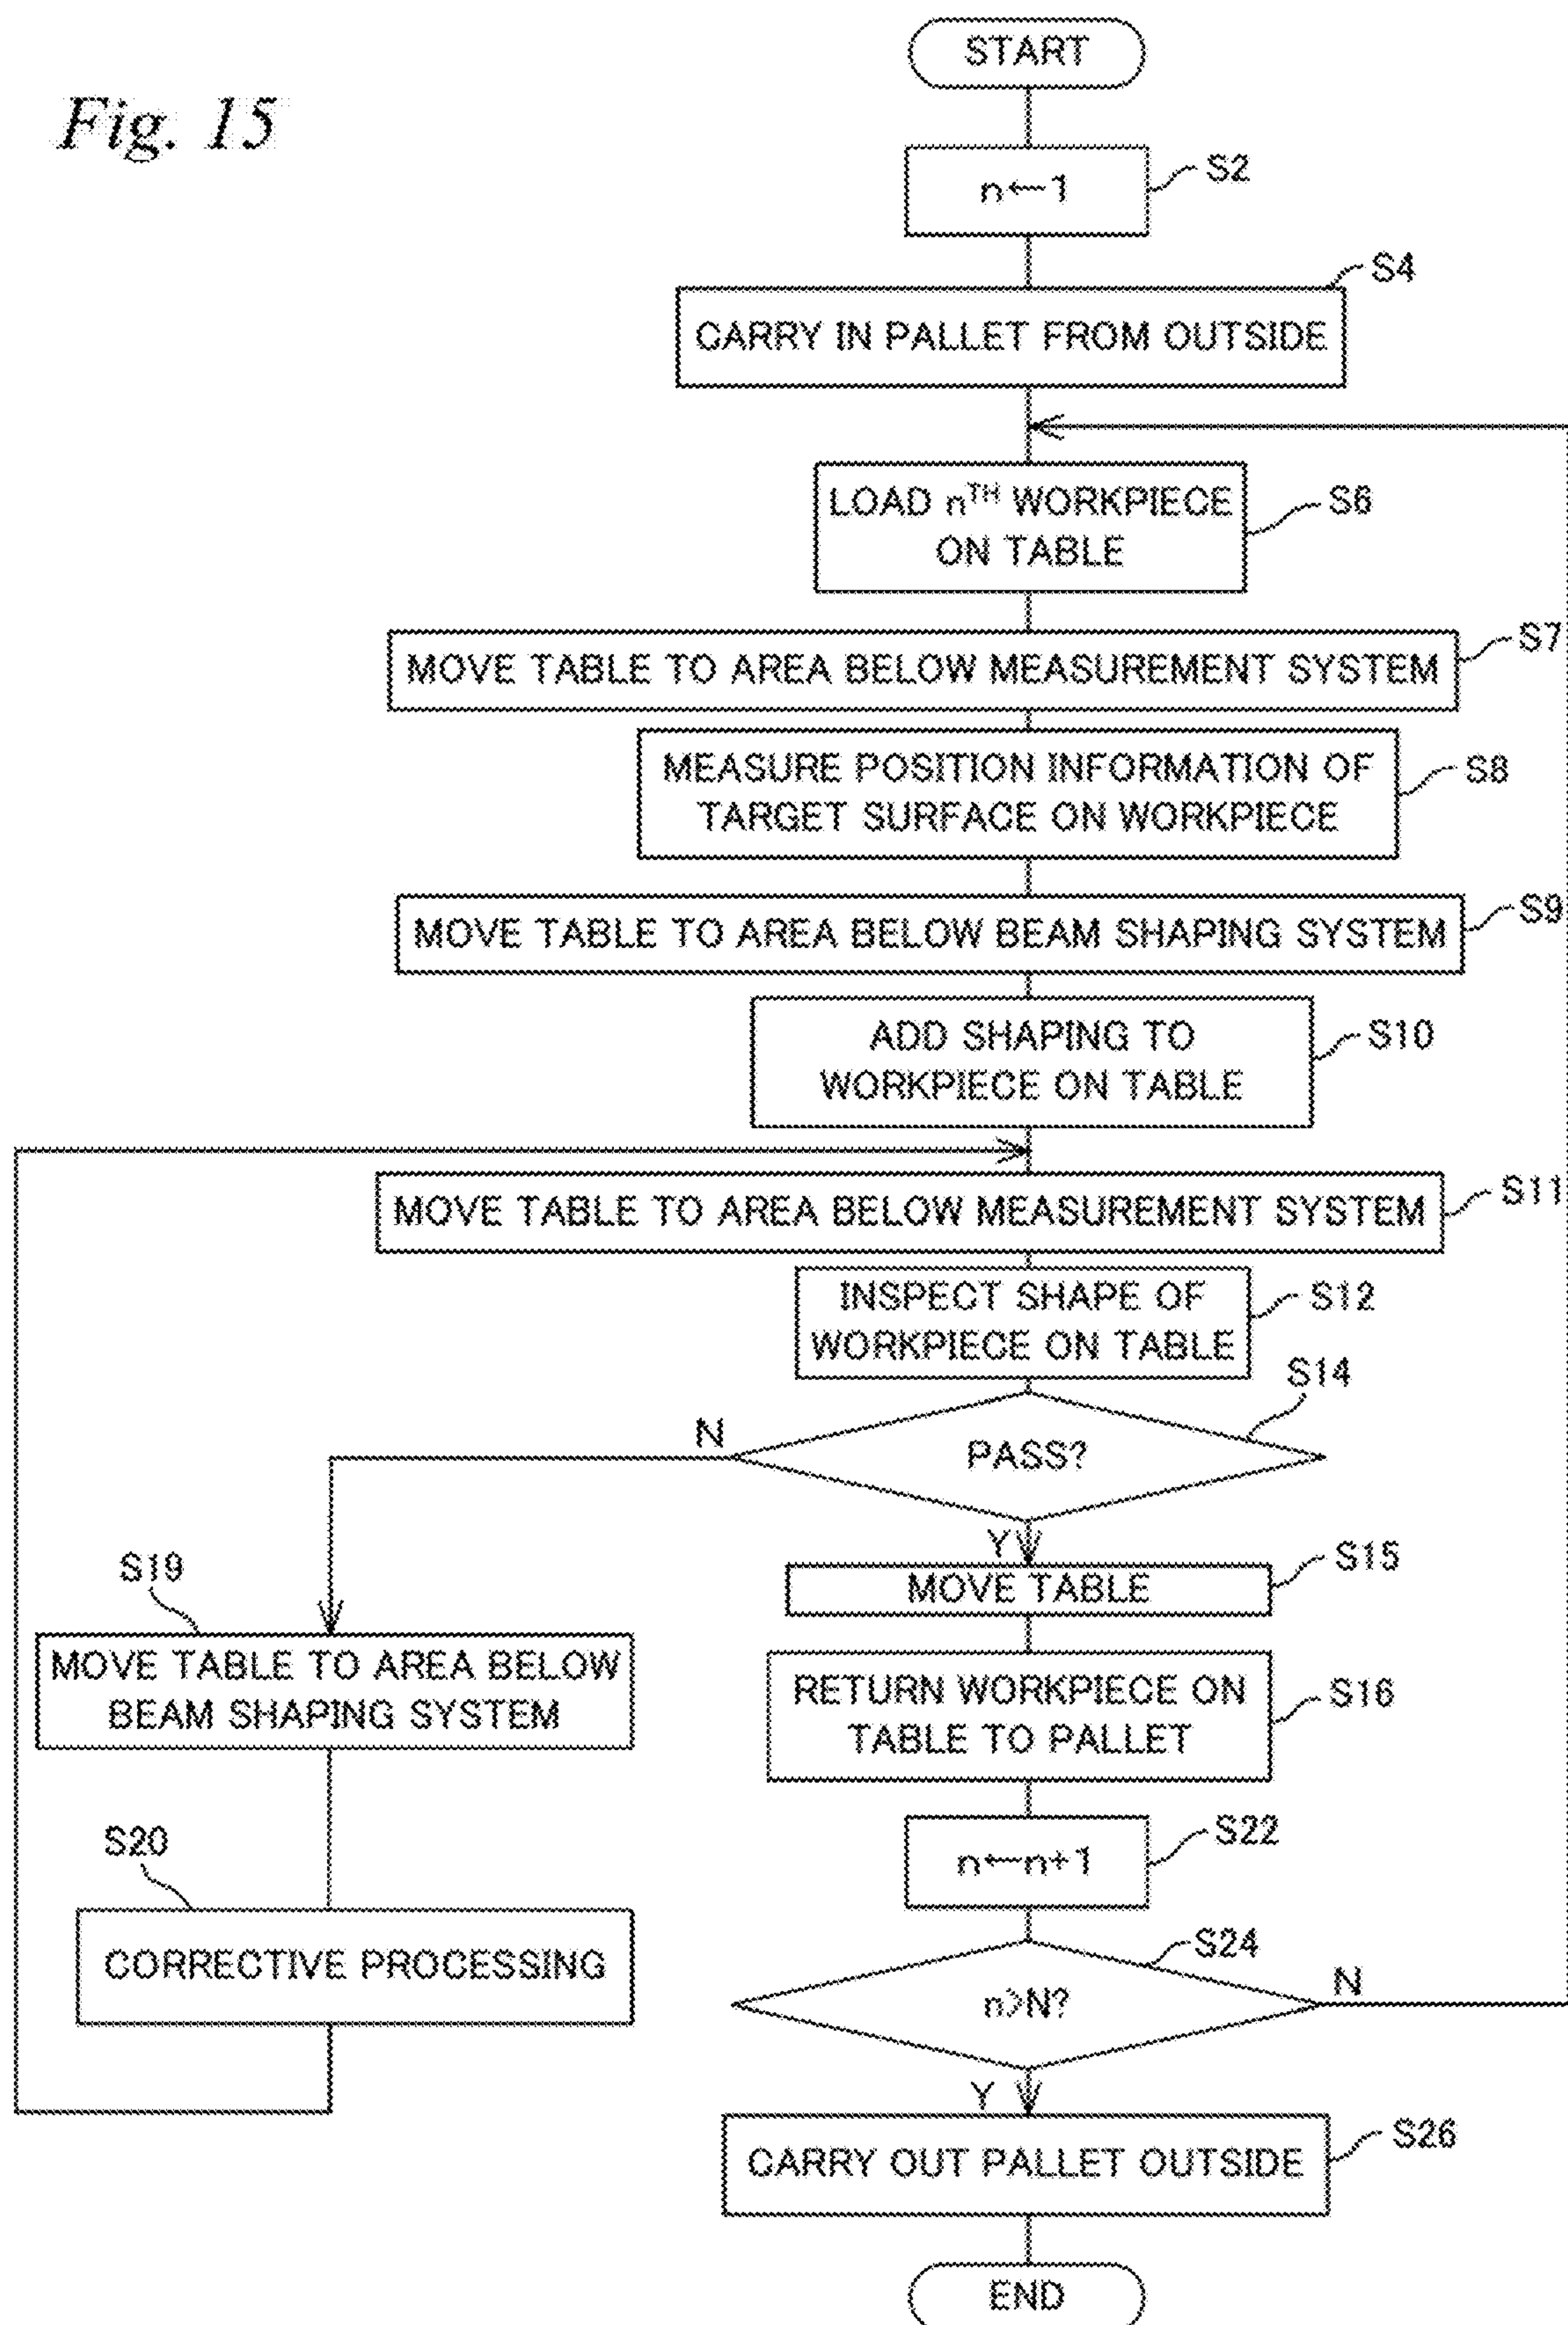 Fig. 15
START
n←1
S2
S4
CARRY IN PALLET FROM OUTSIDE
LOAD nTH WORKPIECE
ON TABLE
S6
S7
MOVE TABLE TO AREA BELOW MEASUREMENT SYSTEM
MEASURE POSITION INFORMATION OF
TARGET SURFACE ON WORKPIECE
S8
S9
MOVE TABLE TO AREA BELOW BEAM SHAPING SYSTEM
ADD SHAPING TO
WORKPIECE ON TABLE
S10
S11
MOVE TABLE TO AREA BELOW MEASUREMENT SYSTEM
INSPECT SHAPE OF
WORKPIECE ON TABLE
S12
S14
N
PASS?
Y
S15
MOVE TABLE
S19
MOVE TABLE TO AREA BELOW
BEAM SHAPING SYSTEM
RETURN WORKPIECE ON
TABLE TO PALLET
S16
S20
CORRECTIVE PROCESSING
n←n+1
S22
S24
n>N?
N
Y
S26
CARRY OUT PALLET OUTSIDE
END